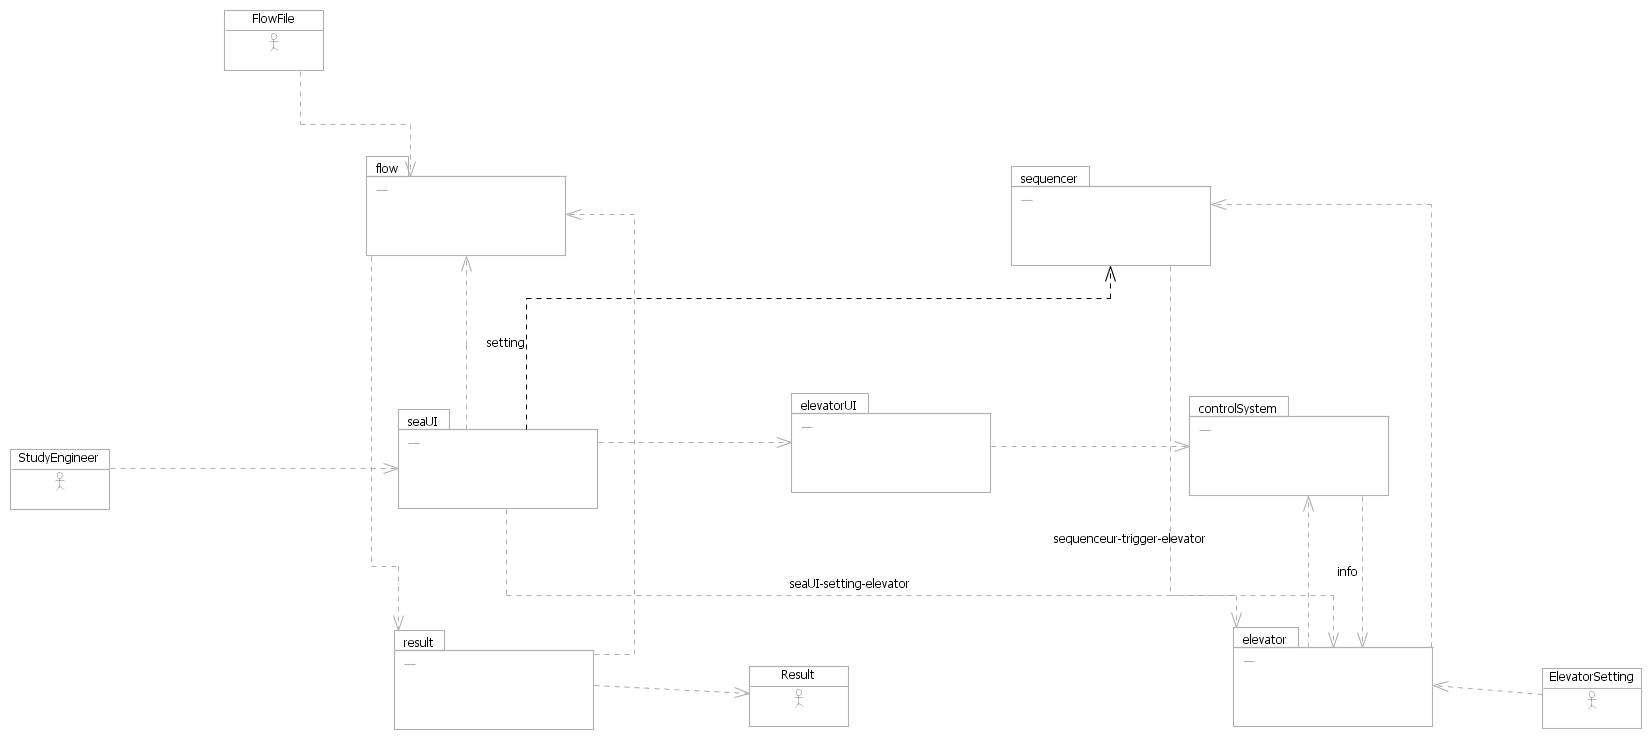 FlowFile
flow
sequencer
setting
elevatorUI
controlSystem
seaUI
StudyEngineer
sequenceur-trigger-elevator
info
seaUI-setting-elevator
elevator
result
Result
ElevatorSetting